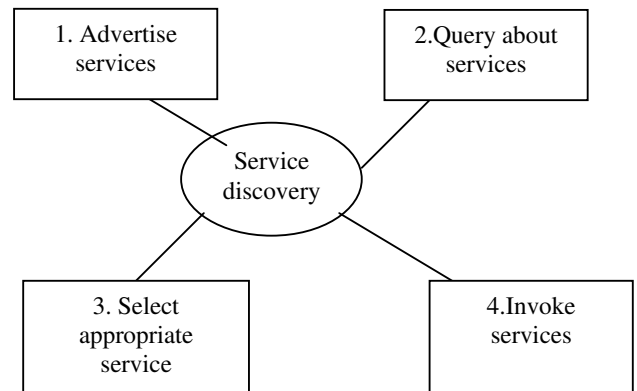 1. Advertise
services
2.Query about
services
Service
discovery
3. Select
appropriate
service
4.Invoke
services